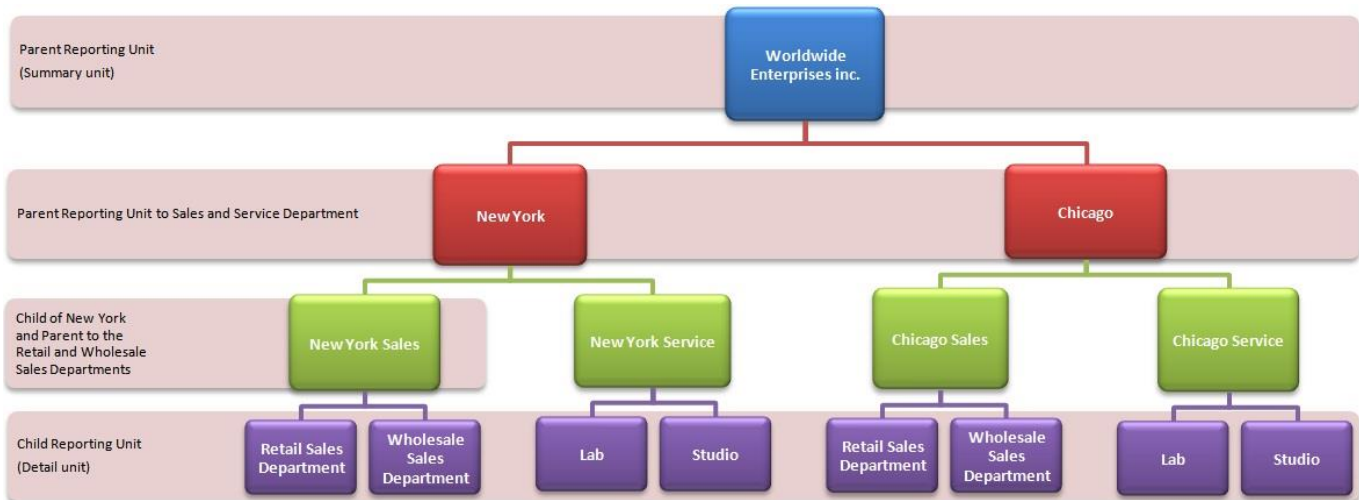 Parent Reporting Unit
(Summary unit)
Worldwide
Enterprises inc.
Parent Reporting Unit to Sales and Service Department
New York
Chicago
Child of New York
and Parent to the
Retail and Wholesale
Sales Departments
New York Sales
New York Service
Chicago Sales
Chicago Service
Child Reporting Unit
(Detail unit)
Retail Sales
Department
Wholesale
Sales
Department
Lab
Studio
Retail Sales
Department
Wholesale
Sales
Department
Lab
Studio